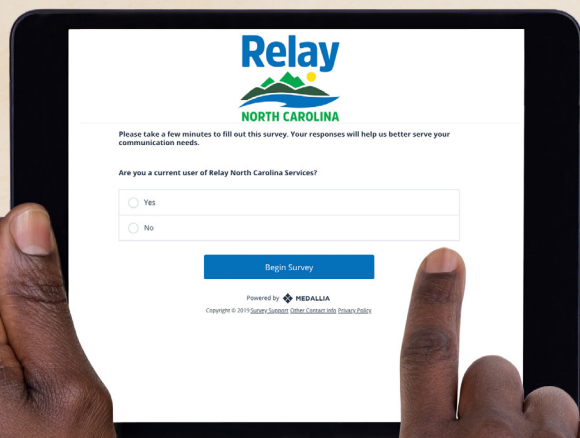 Relay
NORTH CAROLINA
Please take a few minutes to fill out this survey. Your responses will help us better serve your
communication needs.
Are you a current user of Relay North Carolina Services?
Yes
No
Begin Survey
Powered by MEDALLIA
Copyright © 2019 Survey Support Other Contact Info Privacy Policy